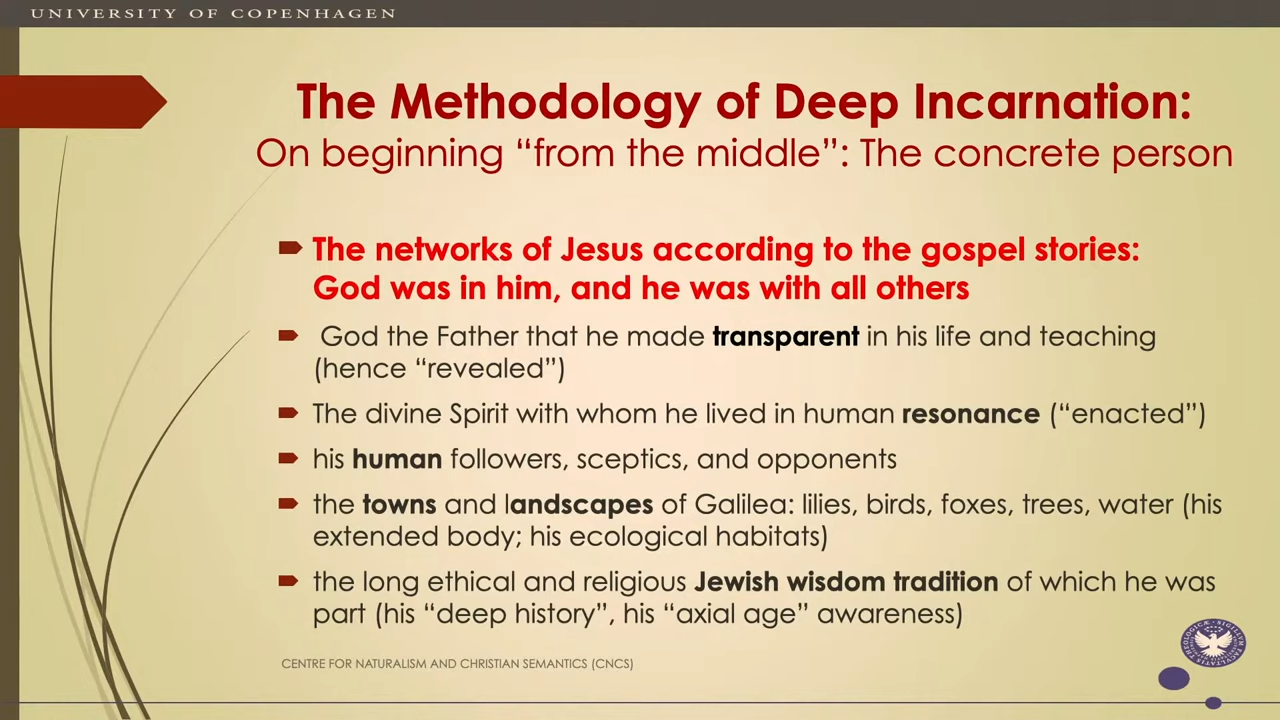 UNIVERSITY OF COPENHAGEN
The Methodology of Deep Incarnation:
On beginning “from the middle”: The concrete person
The networks of Jesus according to the gospel stories:
God was in him, and he was with all others
God the Father that he made transparent in his life and teaching
(hence “revealed”)
The divine Spirit with whom he lived in human resonance (“enacted”)
his human followers, sceptics, and opponents
the towns and landscapes of Galilea: lilies, birds, foxes, trees, water (his
extended body; his ecological habitats)
the long ethical and religious Jewish wisdom tradition of which he was
part (his “deep history”, his “axial age” awareness)
CENTRE FOR NATURALISM AND CHRISTIAN SEMANTICS (CNCS)